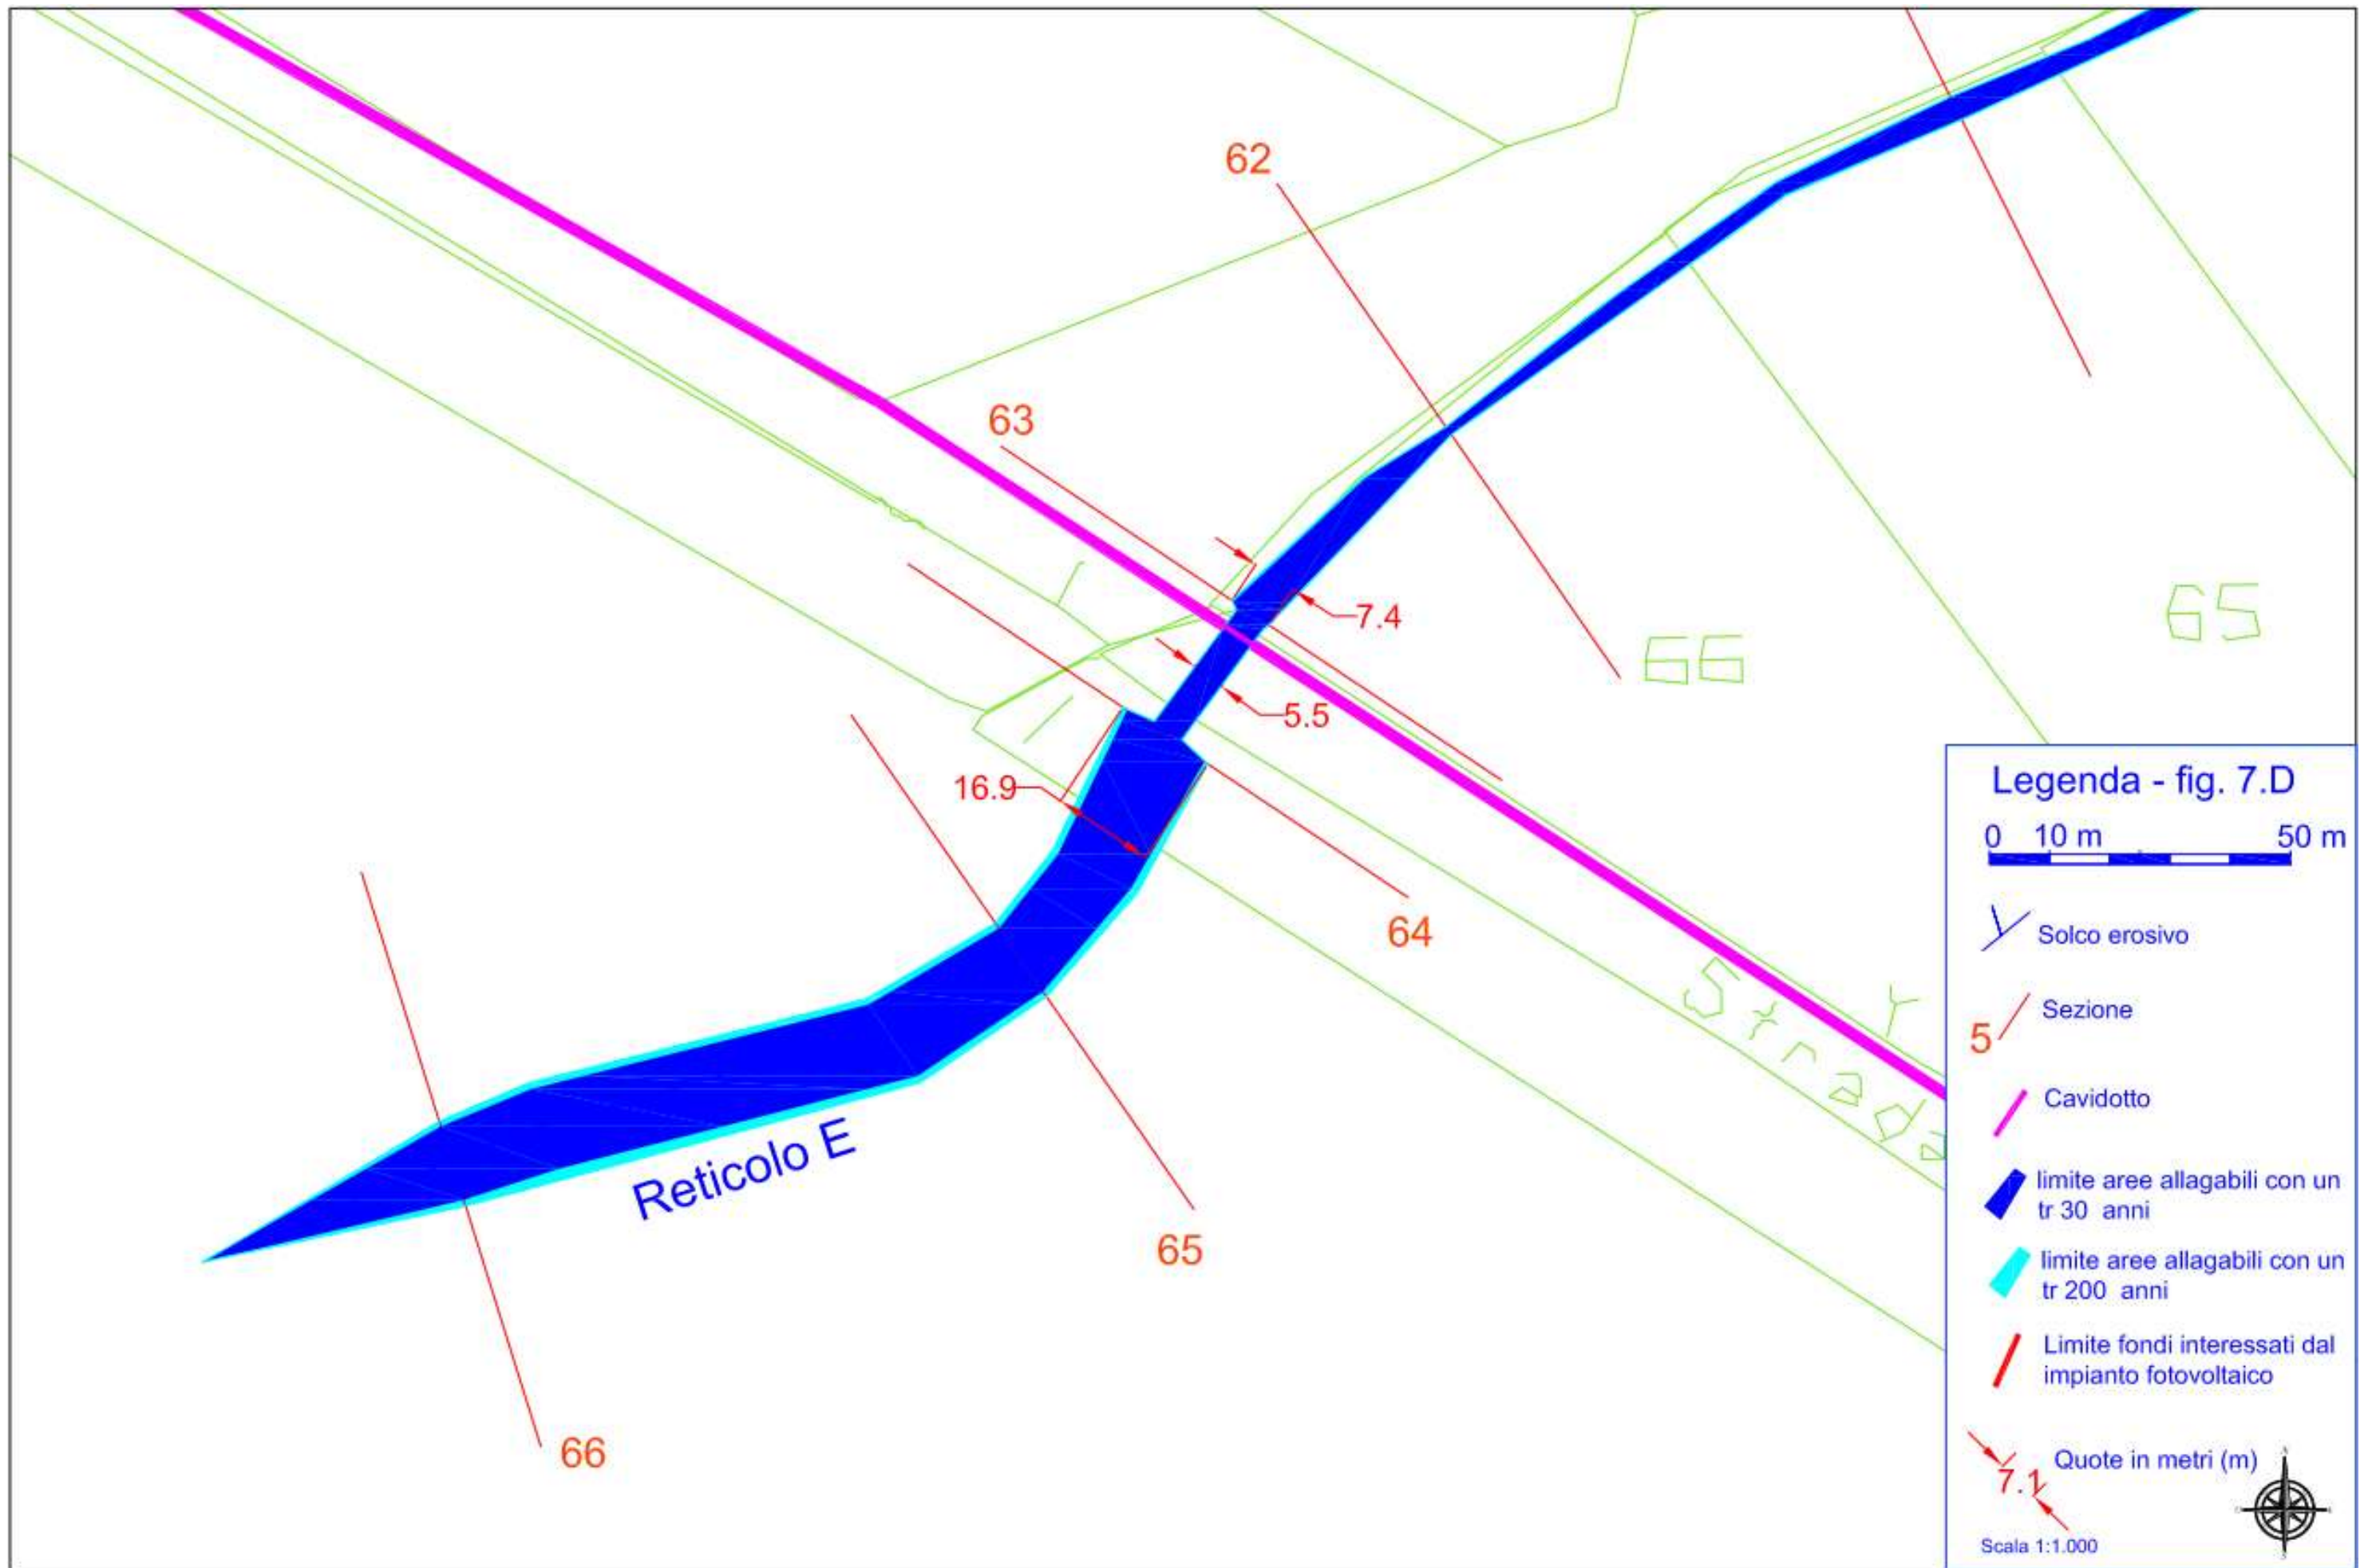 62
63
7.4
66
65
5.5
16.9
64
Strada
Reticolo E
65
66
Legenda - fig. 7.D
0 10 m 50 m
Solco erosivo
5 Sezione
Cavidotto
limite aree allagabili con un
tr 30 anni
limite aree allagabili con un
tr 200 anni
Limite fondi interessati dal
impianto fotovoltaico
Quote in metri (m)
7.1
Scala 1:1.000